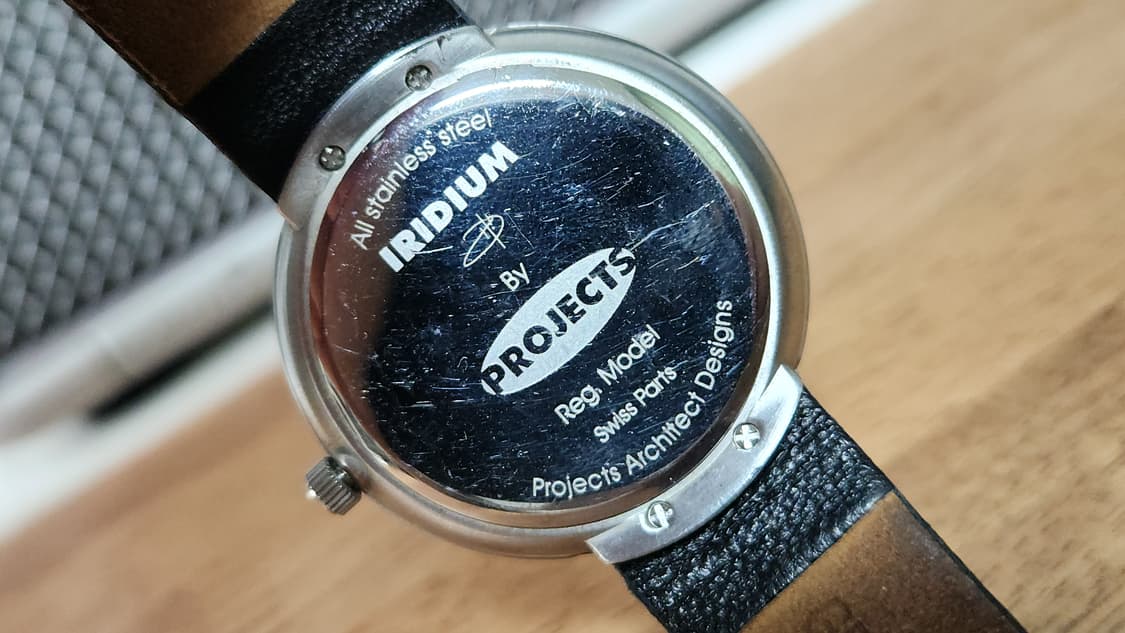 All stainless steel
IRIDIUM
By
PROJECTS
Reg. Model
Swiss Parts
Projects Architect Designs